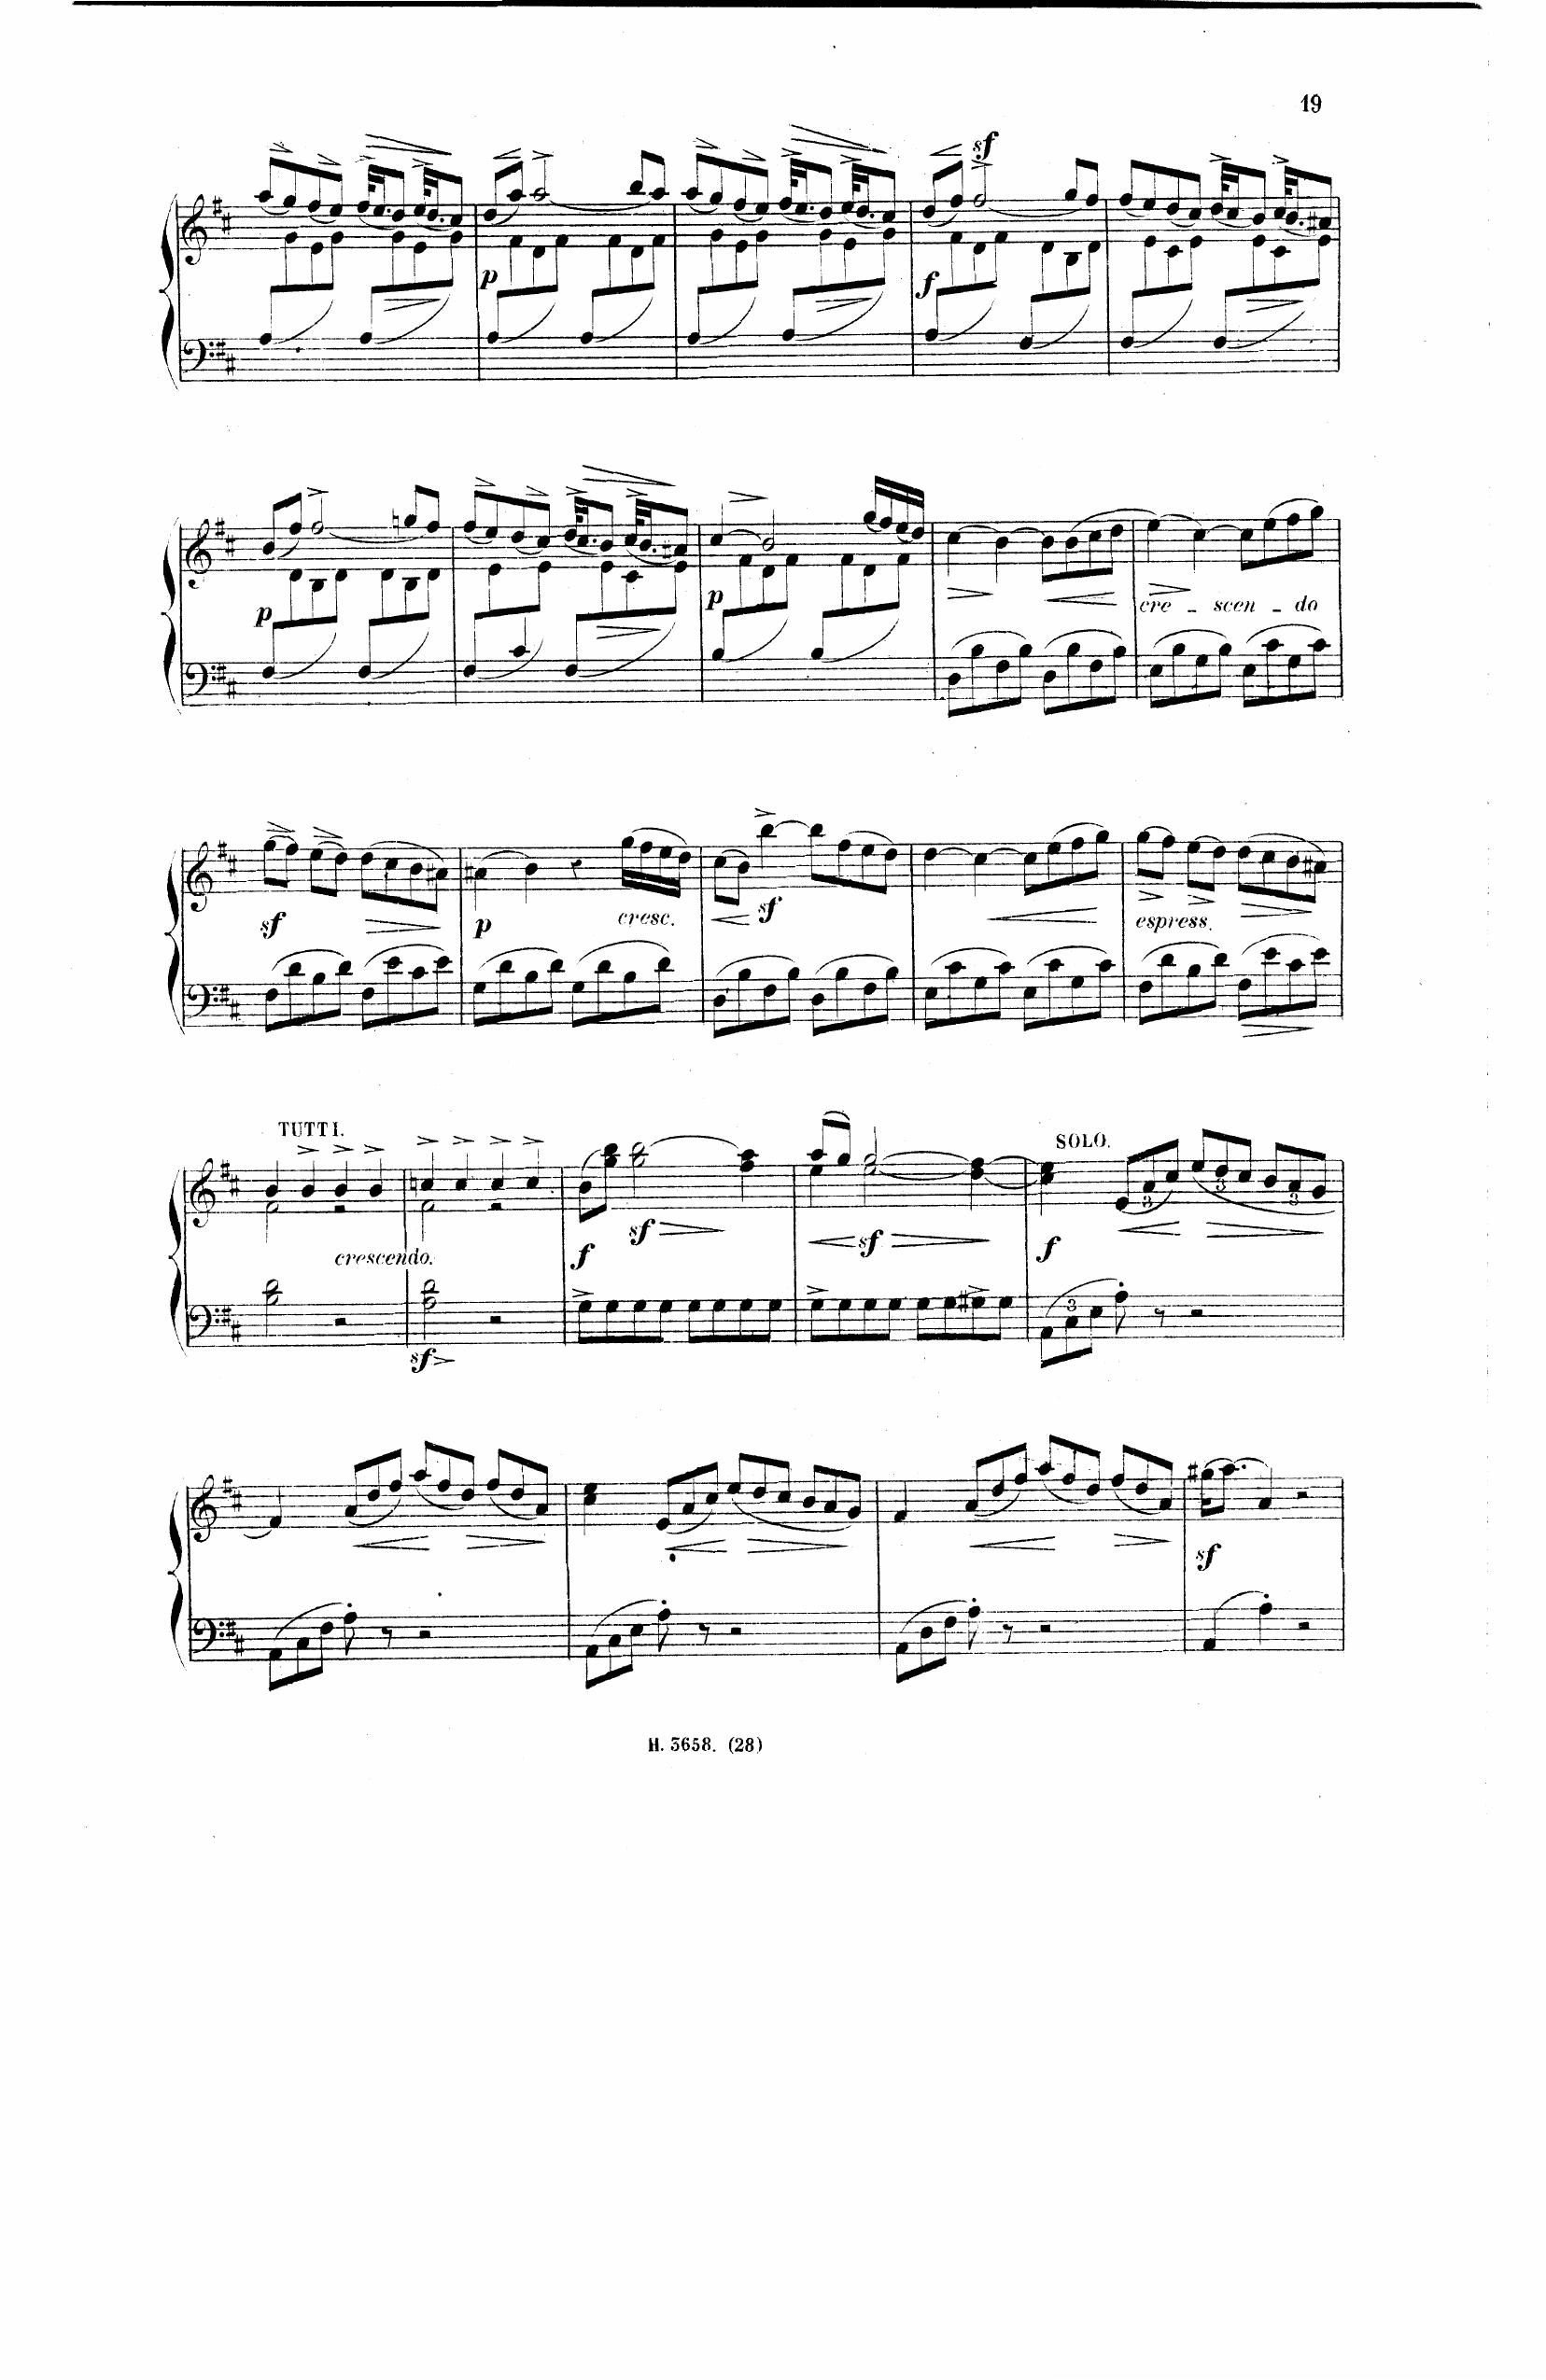 19
sf
p
f
p
p
cre - scen - do
sf
p
cresc.
sf
espress.
TUTTI.
SOLO.
crescendo.
f
sf
sf
f
3
3
3
3
sf
sf
H. 3658. (28)